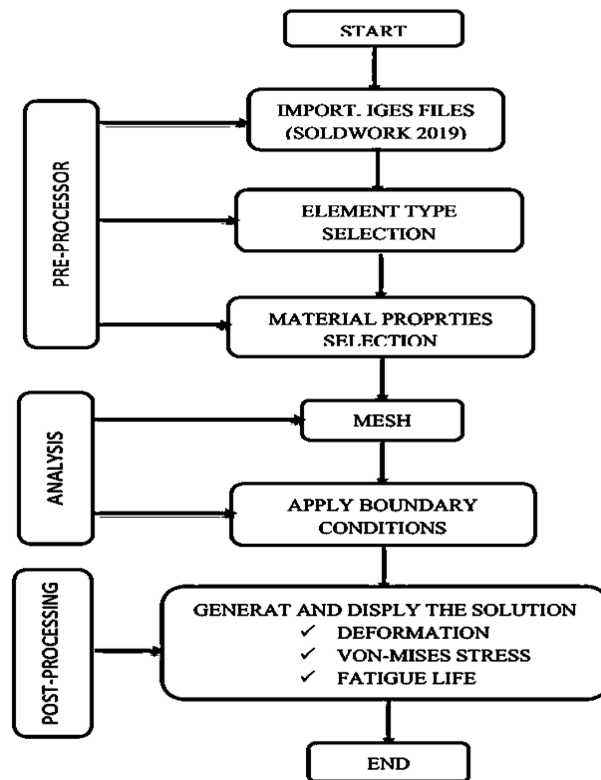 START
IMPORT. IGES FILES
(SOLDWORK 2019)
PRE-PROCESSOR
ELEMENT TYPE
SELECTION
MATERIAL PROPRTIES
SELECTION
MESH
ANALYSIS
APPLY BOUNDARY
CONDITIONS
GENERAT AND DISPLY THE SOLUTION
✓ DEFORMATION
✓ VON-MISES STRESS
✓ FATIGUE LIFE
POST-PROCESSING
END